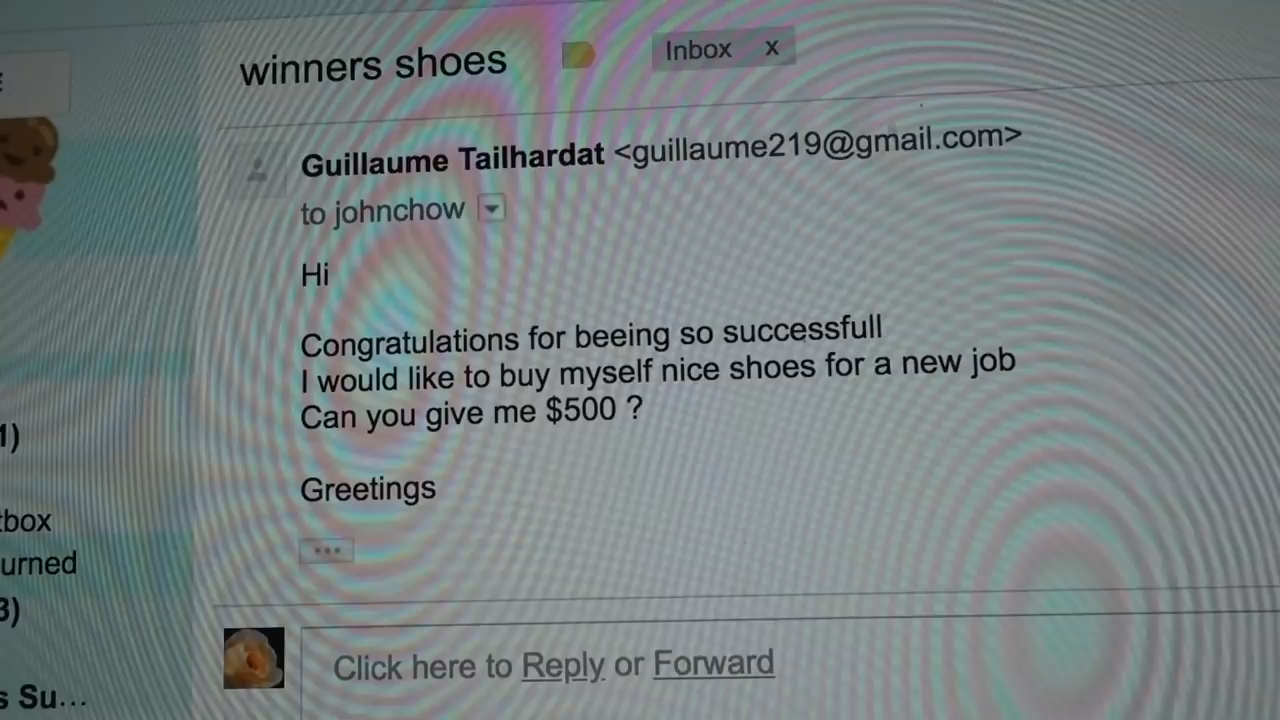 winners shoes
Inbox x
Guillaume Tailhardat <guillaume219@gmail.com>
to johnchow
Hi
Congratulations for beeing so successfull
I would like to buy myself nice shoes for a new job
Can you give me $500 ?
Greetings
1)
tbox
urned
3)
s Su...
Click here to Reply or Forward